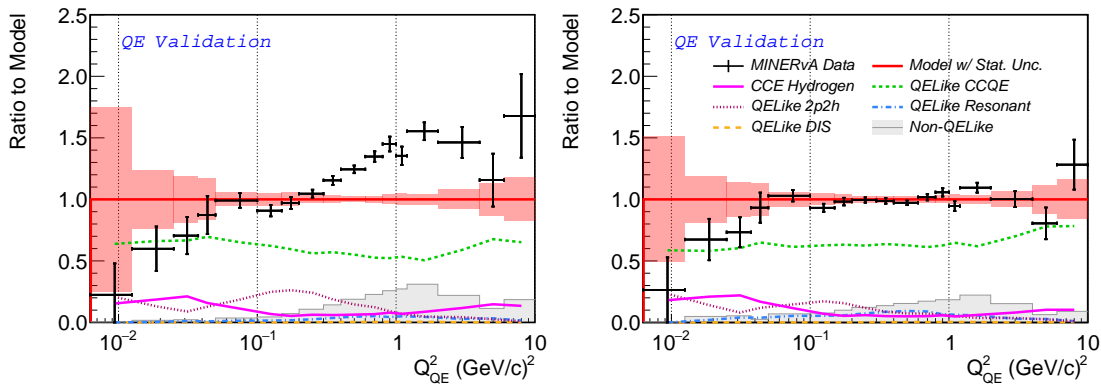 QE Validation
Ratio to Model
2.5
2.0
1.5
1.0
0.5
0.0
10⁻²
10⁻¹
1
10
Q²QE (GeV/c)²
QE Validation
MINERvA Data
Model w/ Stat. Unc.
CCE Hydrogen
QELike CCQE
QELike 2p2h
QELike Resonant
QELike DIS
Non-QELike
Ratio to Model
2.5
2.0
1.5
1.0
0.5
0.0
10⁻²
10⁻¹
1
10
Q²QE (GeV/c)²